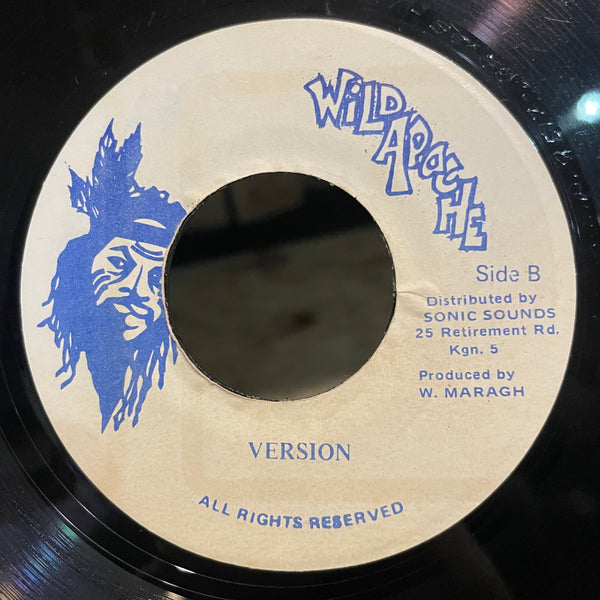 WiLD
APACHE
Side B
Distributed by
SONIC SOUNDS
25 Retirement Rd.
Kgn. 5
Produced by
W. MARAGH
VERSION
ALL RIGHTS RESERVED